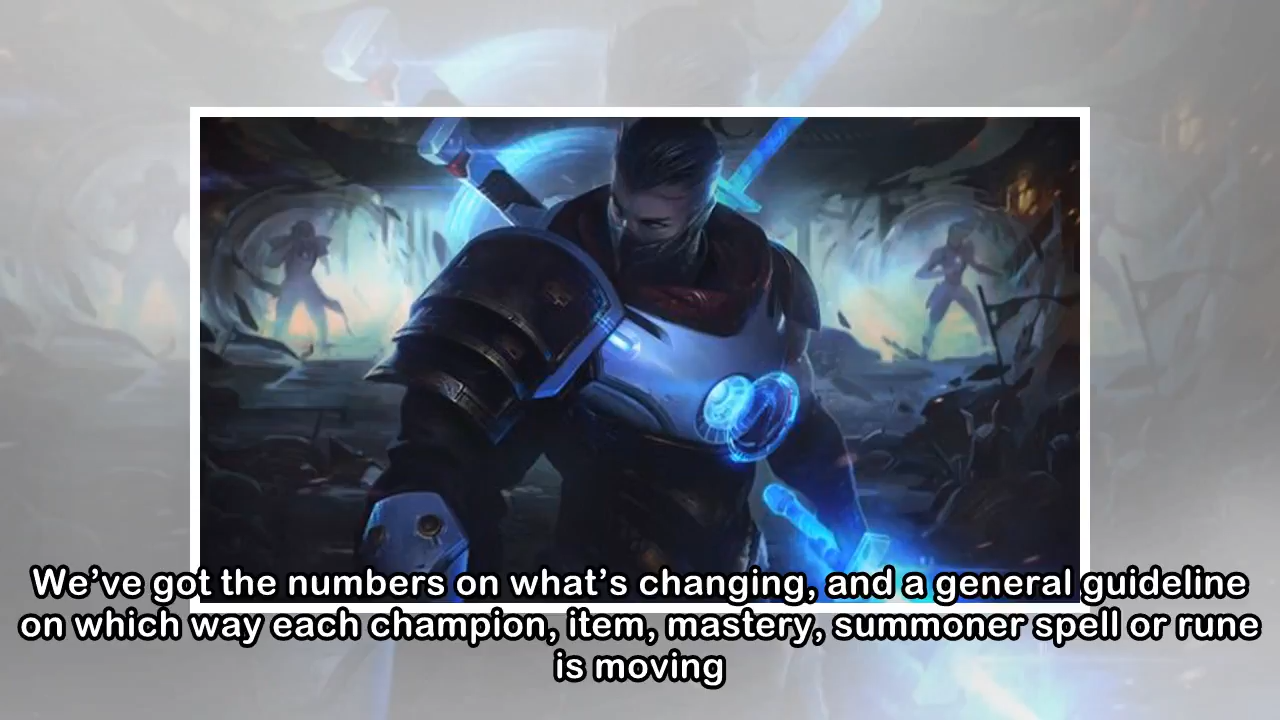 We’ve got the numbers on what’s changing, and a general guideline
on which way each champion, item, mastery, summoner spell or rune
is moving